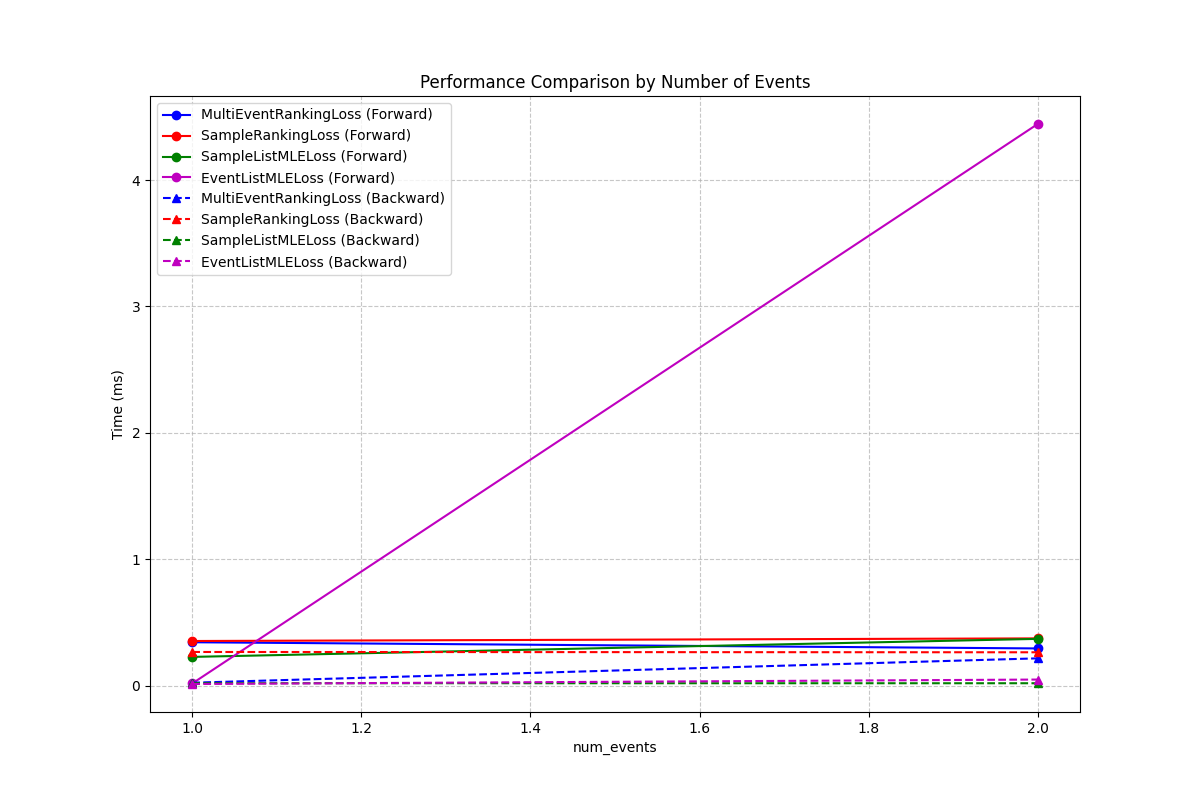 Performance Comparison by Number of Events
MultiEventRankingLoss (Forward)
SampleRankingLoss (Forward)
SampleListMLELoss (Forward)
EventListMLELoss (Forward)
MultiEventRankingLoss (Backward)
SampleRankingLoss (Backward)
SampleListMLELoss (Backward)
EventListMLELoss (Backward)
Time (ms)
4
3
2
1
0
1.0 1.2 1.4 1.6 1.8 2.0
num_events